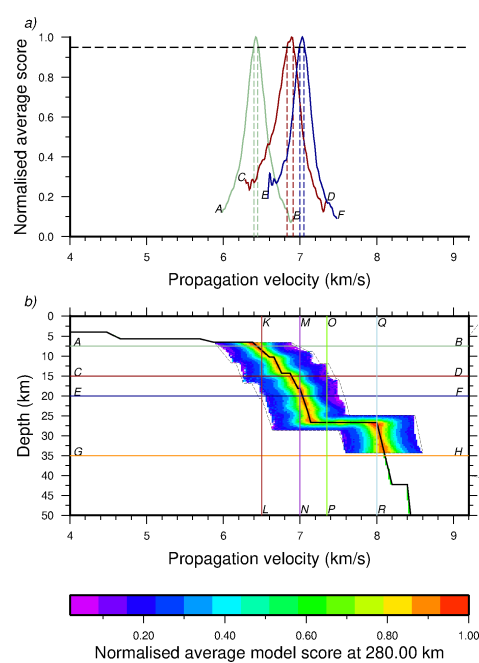 a)
Normalised average score
1.0
0.8
0.6
0.4
0.2
0.0
A
C
E
B
D
F
4 5 6 7 8 9
Propagation velocity (km/s)
b)
Depth (km)
0
5
10
15
20
25
30
35
40
45
50
K M O Q
A B
C D
E F
G H
L N P R
4 5 6 7 8 9
Propagation velocity (km/s)
0.20 0.40 0.60 0.80 1.00
Normalised average model score at 280.00 km